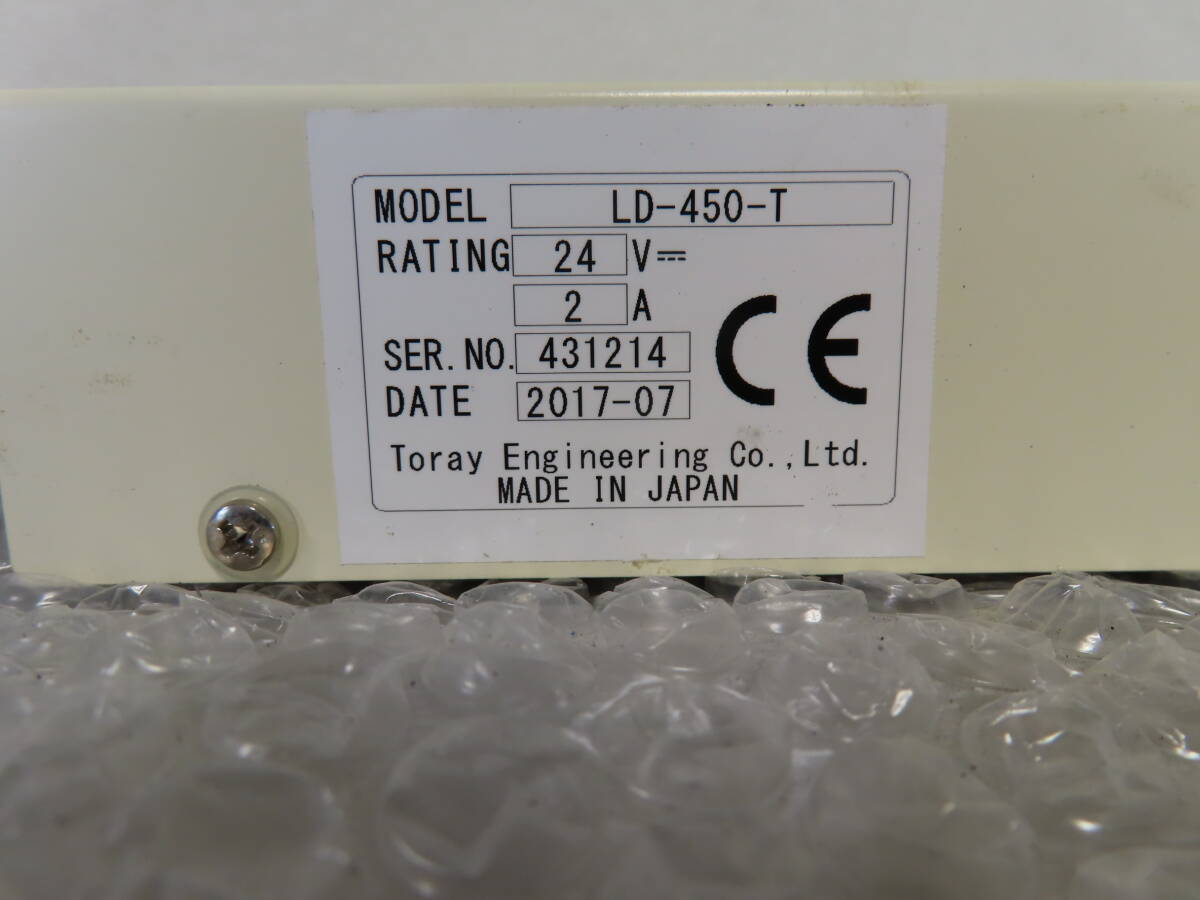 MODEL LD-450-T
RATING 24 V⎓
2 A
SER.NO. 431214
DATE 2017-07
CE
Toray Engineering Co.,Ltd.
MADE IN JAPAN